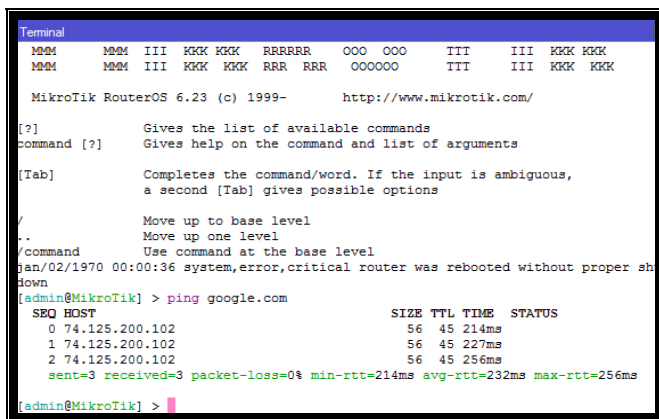 Terminal
MMM MMM III KKK KKK RRRRRR OOO OOO TTT III KKK KKK
MMM MMM III KKK KKK RRR RRR OOOOOO TTT III KKK KKK
MikroTik RouterOS 6.23 (c) 1999- http://www.mikrotik.com/
[?] Gives the list of available commands
command [?] Gives help on the command and list of arguments
[Tab] Completes the command/word. If the input is ambiguous,
a second [Tab] gives possible options
/ Move up to base level
.. Move up one level
/command Use command at the base level
jan/02/1970 00:00:36 system,error,critical router was rebooted without proper sh
down
[admin@MikroTik] > ping google.com
SEQ HOST SIZE TTL TIME STATUS
0 74.125.200.102 56 45 214ms
1 74.125.200.102 56 45 227ms
2 74.125.200.102 56 45 256ms
sent=3 received=3 packet-loss=0% min-rtt=214ms avg-rtt=232ms max-rtt=256ms
[admin@MikroTik] >